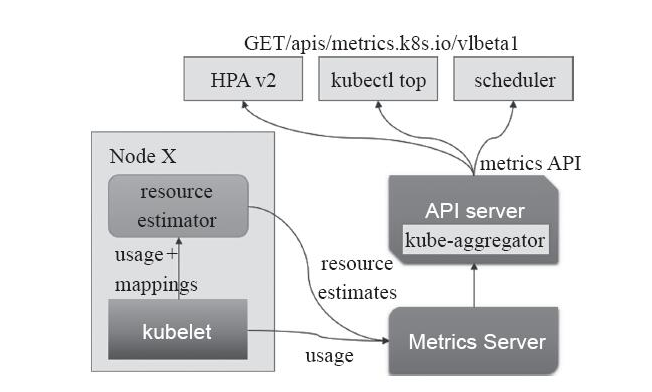 GET/apis/metrics.k8s.io/vlbeta1
HPA v2
kubectl top
scheduler
metrics API
Node X
resource
estimator
API server
kube-aggregator
usage+
mappings
resource
estimates
kubelet
usage
Metrics Server